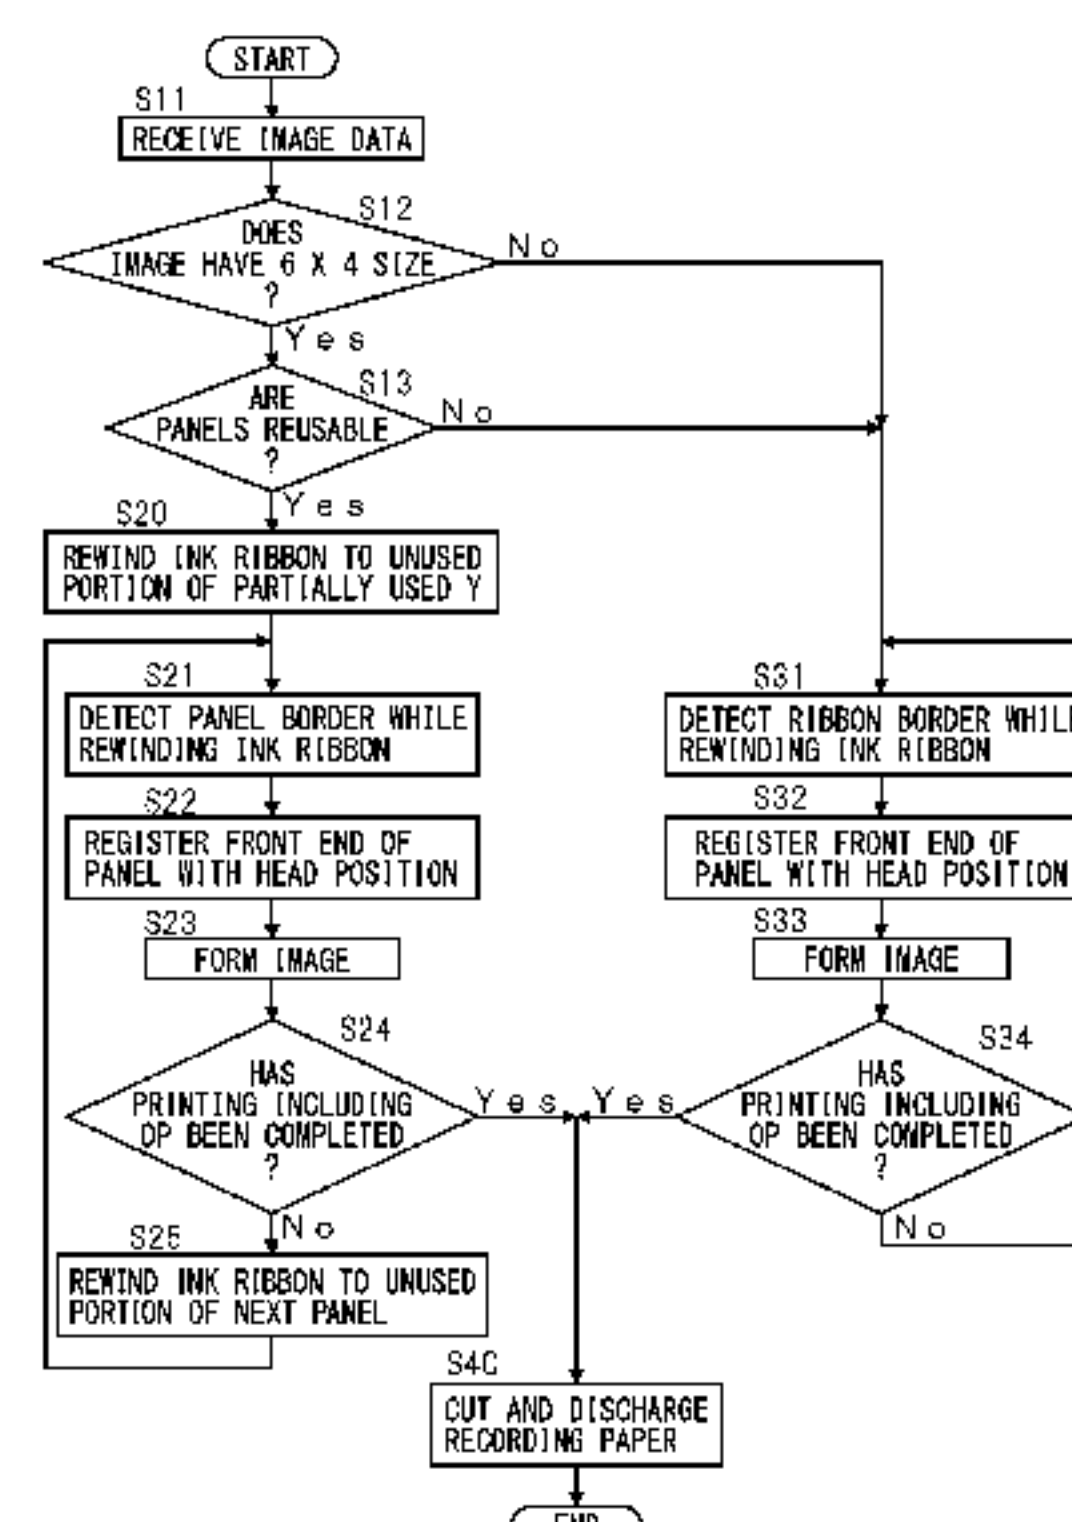 START
S11
RECEIVE IMAGE DATA
S12
DOES
IMAGE HAVE 6 X 4 SIZE
?
No
Yes
S13
ARE
PANELS REUSABLE
?
No
Yes
S20
REWIND INK RIBBON TO UNUSED
PORTION OF PARTIALLY USED Y
S21
DETECT PANEL BORDER WHILE
REWINDING INK RIBBON
S22
REGISTER FRONT END OF
PANEL WITH HEAD POSITION
S23
FORM IMAGE
S24
HAS
PRINTING INCLUDING
OP BEEN COMPLETED
?
Yes
No
S25
REWIND INK RIBBON TO UNUSED
PORTION OF NEXT PANEL
S31
DETECT RIBBON BORDER WHILE
REWINDING INK RIBBON
S32
REGISTER FRONT END OF
PANEL WITH HEAD POSITION
S33
FORM IMAGE
S34
HAS
PRINTING INCLUDING
OP BEEN COMPLETED
?
Yes
No
S40
CUT AND DISCHARGE
RECORDING PAPER
END